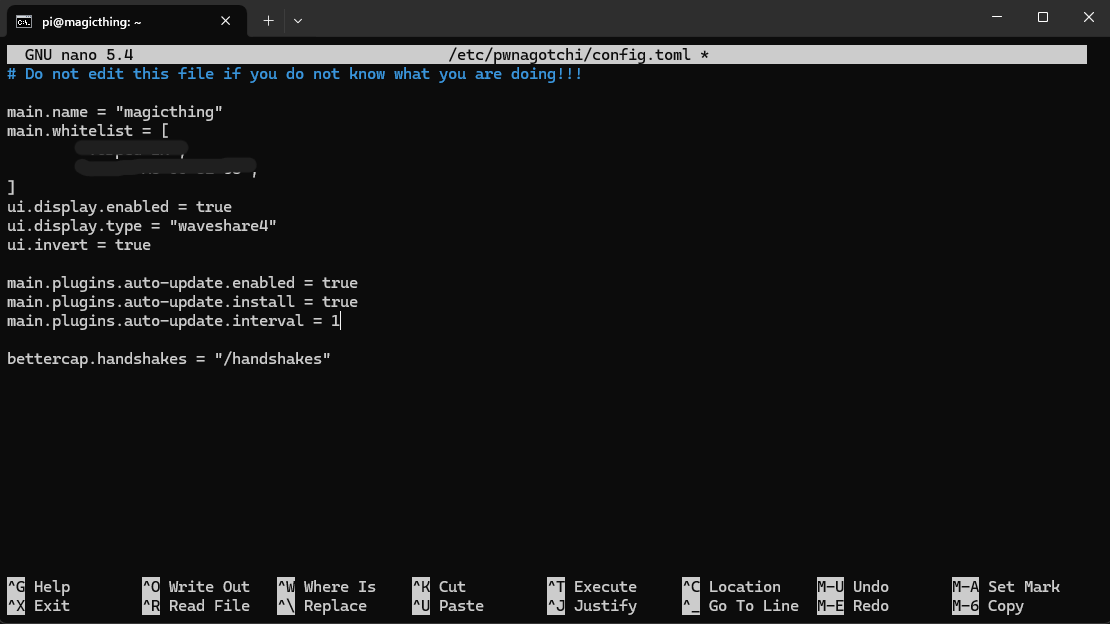 pi@magicthing: ~
GNU nano 5.4 /etc/pwnagotchi/config.toml *
# Do not edit this file if you do not know what you are doing!!!
main.name = "magicthing"
main.whitelist = [
]
ui.display.enabled = true
ui.display.type = "waveshare4"
ui.invert = true
main.plugins.auto-update.enabled = true
main.plugins.auto-update.install = true
main.plugins.auto-update.interval = 1
bettercap.handshakes = "/handshakes"
^G Help ^O Write Out ^W Where Is ^K Cut ^T Execute ^C Location M-U Undo M-A Set Mark
^X Exit ^R Read File ^\ Replace ^U Paste ^J Justify ^_ Go To Line M-E Redo M-6 Copy